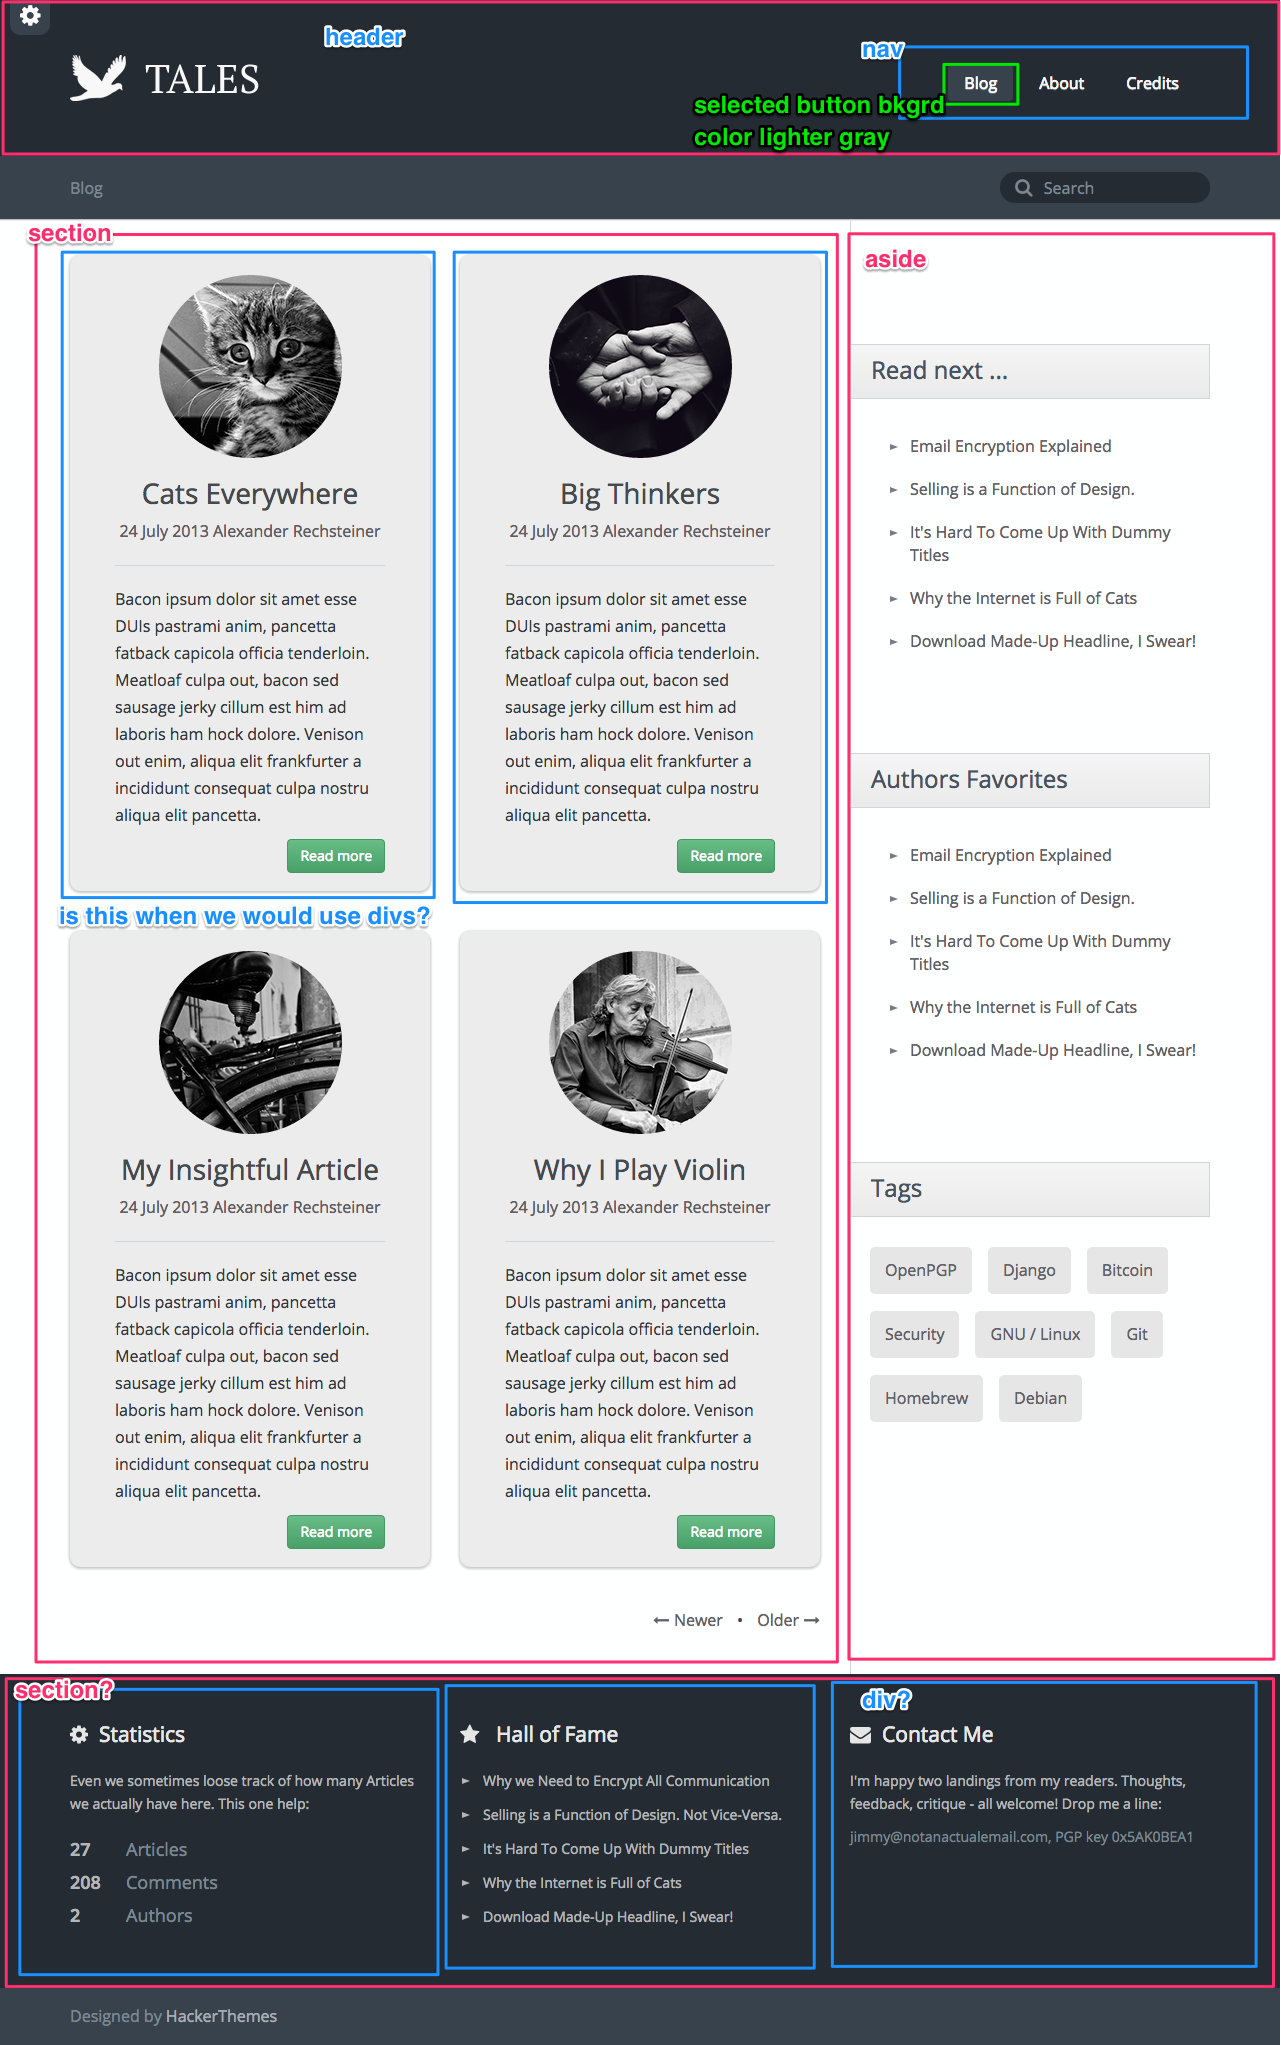 header
nav
TALES
Blog About Credits
selected button bkgrd
color lighter gray
Blog
Search
section
aside
Cats Everywhere
24 July 2013 Alexander Rechsteiner
Bacon ipsum dolor sit amet esse
DUIs pastrami anim, pancetta
fatback capicola officia tenderloin.
Meatloaf culpa out, bacon sed
sausage jerky cillum est him ad
laboris ham hock dolore. Venison
out enim, aliqua elit frankfurter a
incididunt consequat culpa nostru
aliqua elit pancetta.
Read more
Big Thinkers
24 July 2013 Alexander Rechsteiner
Bacon ipsum dolor sit amet esse
DUIs pastrami anim, pancetta
fatback capicola officia tenderloin.
Meatloaf culpa out, bacon sed
sausage jerky cillum est him ad
laboris ham hock dolore. Venison
out enim, aliqua elit frankfurter a
incididunt consequat culpa nostru
aliqua elit pancetta.
Read more
is this when we would use divs?
My Insightful Article
24 July 2013 Alexander Rechsteiner
Bacon ipsum dolor sit amet esse
DUIs pastrami anim, pancetta
fatback capicola officia tenderloin.
Meatloaf culpa out, bacon sed
sausage jerky cillum est him ad
laboris ham hock dolore. Venison
out enim, aliqua elit frankfurter a
incididunt consequat culpa nostru
aliqua elit pancetta.
Read more
Why I Play Violin
24 July 2013 Alexander Rechsteiner
Bacon ipsum dolor sit amet esse
DUIs pastrami anim, pancetta
fatback capicola officia tenderloin.
Meatloaf culpa out, bacon sed
sausage jerky cillum est him ad
laboris ham hock dolore. Venison
out enim, aliqua elit frankfurter a
incididunt consequat culpa nostru
aliqua elit pancetta.
Read more
← Newer • Older →
Read next ...
► Email Encryption Explained
► Selling is a Function of Design.
► It's Hard To Come Up With Dummy
Titles
► Why the Internet is Full of Cats
► Download Made-Up Headline, I Swear!
Authors Favorites
► Email Encryption Explained
► Selling is a Function of Design.
► It's Hard To Come Up With Dummy
Titles
► Why the Internet is Full of Cats
► Download Made-Up Headline, I Swear!
Tags
OpenPGP Django Bitcoin
Security GNU / Linux Git
Homebrew Debian
section?
div?
Statistics
Even we sometimes loose track of how many Articles
we actually have here. This one help:
27 Articles
208 Comments
2 Authors
Hall of Fame
► Why we Need to Encrypt All Communication
► Selling is a Function of Design. Not Vice-Versa.
► It's Hard To Come Up With Dummy Titles
► Why the Internet is Full of Cats
► Download Made-Up Headline, I Swear!
Contact Me
I'm happy two landings from my readers. Thoughts,
feedback, critique - all welcome! Drop me a line:
jimmy@notanactualemail.com, PGP key 0x5AK0BEA1
Designed by HackerThemes